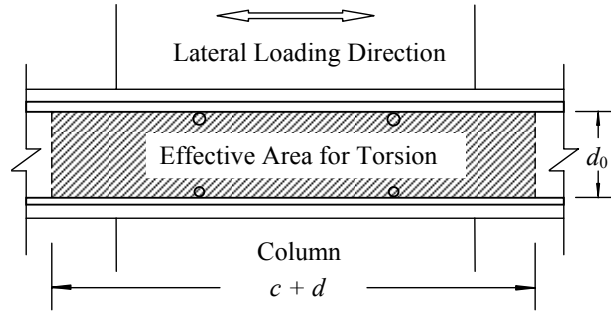 Lateral Loading Direction
Effective Area for Torsion
d₀
Column
c + d